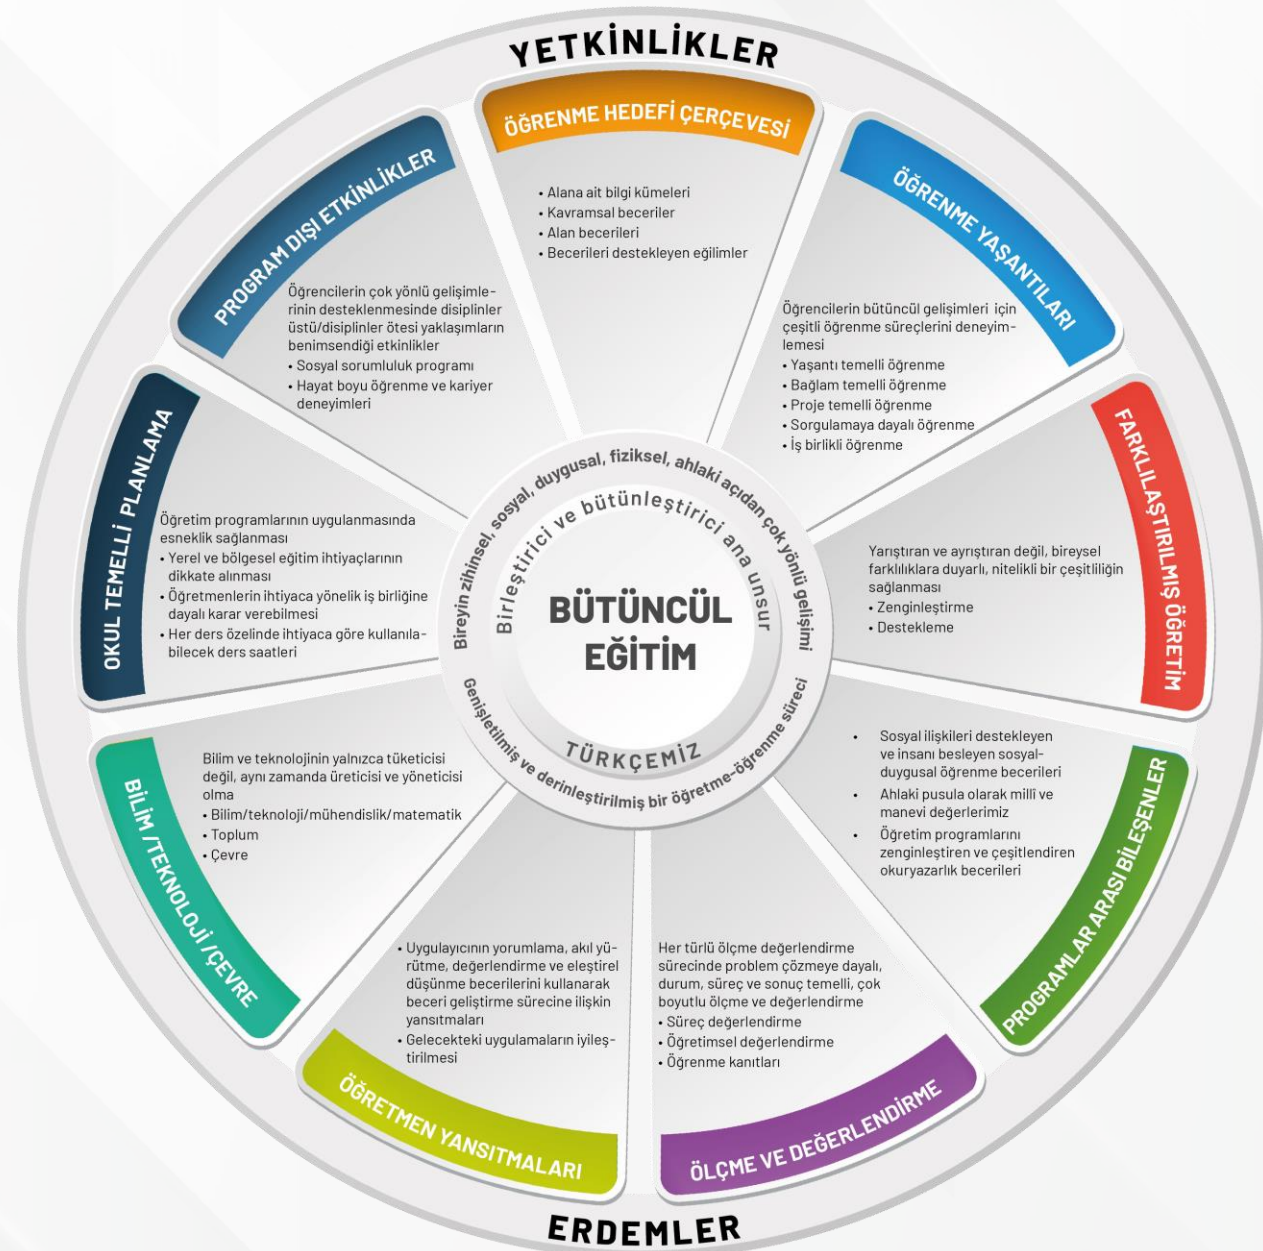 YETKİNLİKLER
ÖĞRENME HEDEFİ ÇERÇEVESİ
• Alana ait bilgi kümeleri
• Kavramsal beceriler
• Alan becerileri
• Becerileri destekleyen eğilimler
ÖĞRENME YAŞANTILARI
Öğrencilerin bütüncül gelişimleri için
çeşitli öğrenme süreçlerini deneyim-
lemesi
• Yaşantı temelli öğrenme
• Bağlam temelli öğrenme
• Proje temelli öğrenme
• Sorgulamaya dayalı öğrenme
• İş birlikli öğrenme
FARKLILAŞTIRILMIŞ ÖĞRETİM
Yarıştıran ve ayrıştıran değil, bireysel
farklılıklara duyarlı, nitelikli bir çeşitliliğin
sağlanması
• Zenginleştirme
• Destekleme
PROGRAMLAR ARASI BİLEŞENLER
• Sosyal ilişkileri destekleyen
ve insanı besleyen sosyal-
duygusal öğrenme becerileri
• Ahlaki pusula olarak millî ve
manevi değerlerimiz
• Öğretim programlarını
zenginleştiren ve çeşitlendiren
okuryazarlık becerileri
ÖLÇME VE DEĞERLENDİRME
Her türlü ölçme değerlendirme
sürecinde problem çözmeye dayalı,
durum, süreç ve sonuç temelli, çok
boyutlu ölçme ve değerlendirme
• Süreç değerlendirme
• Öğretimsel değerlendirme
• Öğrenme kanıtları
ÖĞRETMEN YANSITMALARI
• Uygulayıcının yorumlama, akıl yü-
rütme, değerlendirme ve eleştirel
düşünme becerilerini kullanarak
beceri geliştirme sürecine ilişkin
yansıtmaları
• Gelecekteki uygulamaların iyileş-
tirilmesi
BİLİM /TEKNOLOJİ /ÇEVRE
Bilim ve teknolojinin yalnızca tüketicisi
değil, aynı zamanda üreticisi ve yöneticisi
olma
• Bilim/teknoloji/mühendislik/matematik
• Toplum
• Çevre
OKUL TEMELLİ PLANLAMA
Öğretim programlarının uygulanmasında
esneklik sağlanması
• Yerel ve bölgesel eğitim ihtiyaçlarının
dikkate alınması
• Öğretmenlerin ihtiyaca yönelik iş birliğine
dayalı karar verebilmesi
• Her ders özelinde ihtiyaca göre kullanıla-
bilecek ders saatleri
PROGRAM DIŞI ETKİNLİKLER
Öğrencilerin çok yönlü gelişimle-
rinin desteklenmesinde disiplinler
üstü/disiplinler ötesi yaklaşımların
benimsendiği etkinlikler
• Sosyal sorumluluk programı
• Hayat boyu öğrenme ve kariyer
deneyimleri
Bireyin zihinsel, sosyal, duygusal, fiziksel, ahlaki açıdan çok yönlü gelişimi
Birleştirici ve bütünleştirici ana unsur
BÜTÜNCÜL
EĞİTİM
TÜRKÇEMİZ
Genişletilmiş ve derinleştirilmiş bir öğretme-öğrenme süreci
ERDEMLER